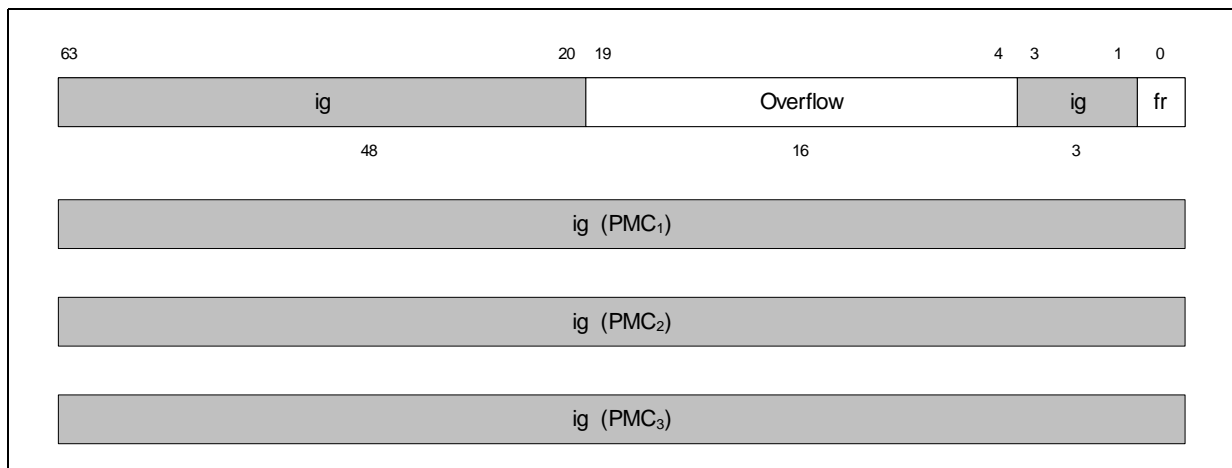 63 20 19 4 3 1 0
ig Overflow ig fr
48 16 3
ig (PMC₁)
ig (PMC₂)
ig (PMC₃)